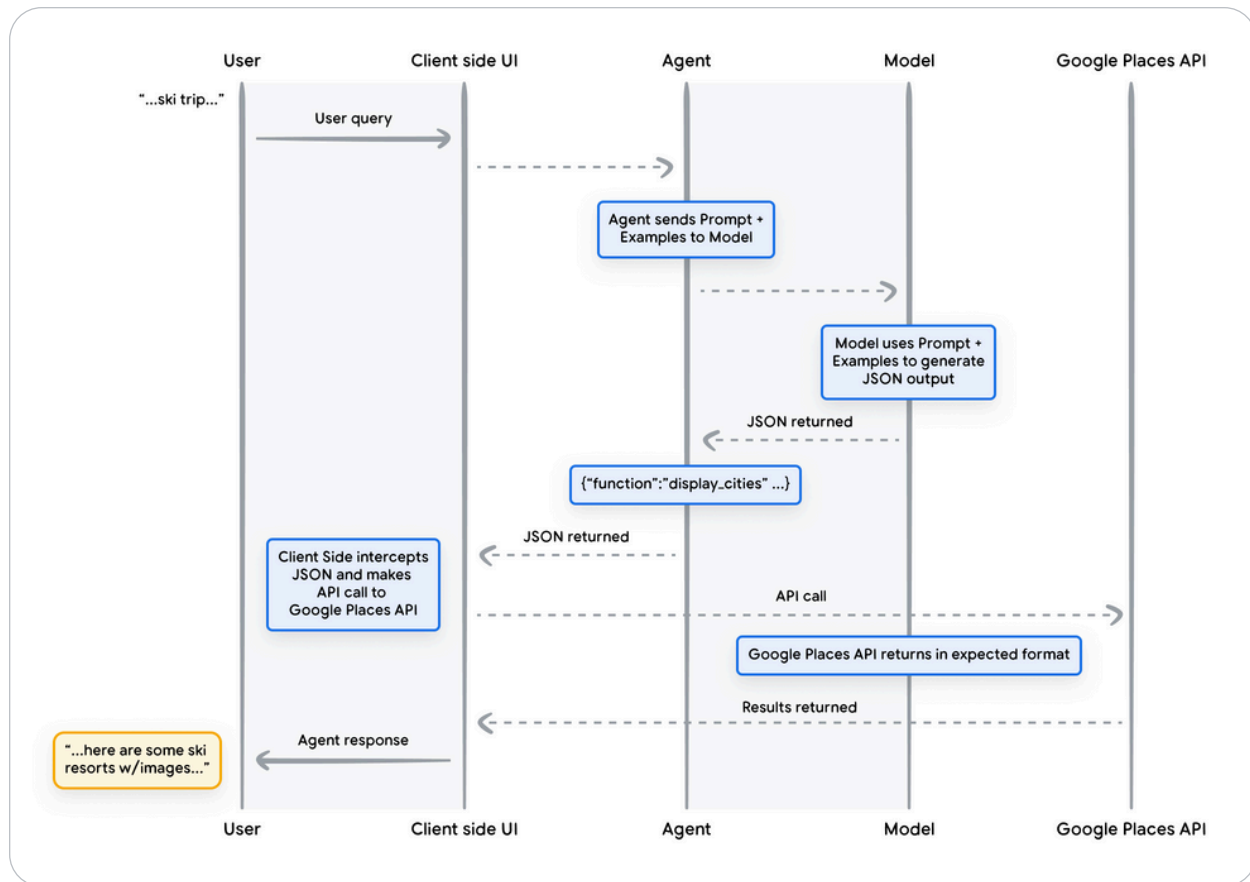 User
Client side UI
Agent
Model
Google Places API
“...ski trip...”
User query
Agent sends Prompt +
Examples to Model
Model uses Prompt +
Examples to generate
JSON output
JSON returned
{“function”:”display_cities” ...}
JSON returned
Client Side intercepts
JSON and makes
API call to
Google Places API
API call
Google Places API returns in expected format
Results returned
Agent response
“...here are some ski
resorts w/images...”
User
Client side UI
Agent
Model
Google Places API